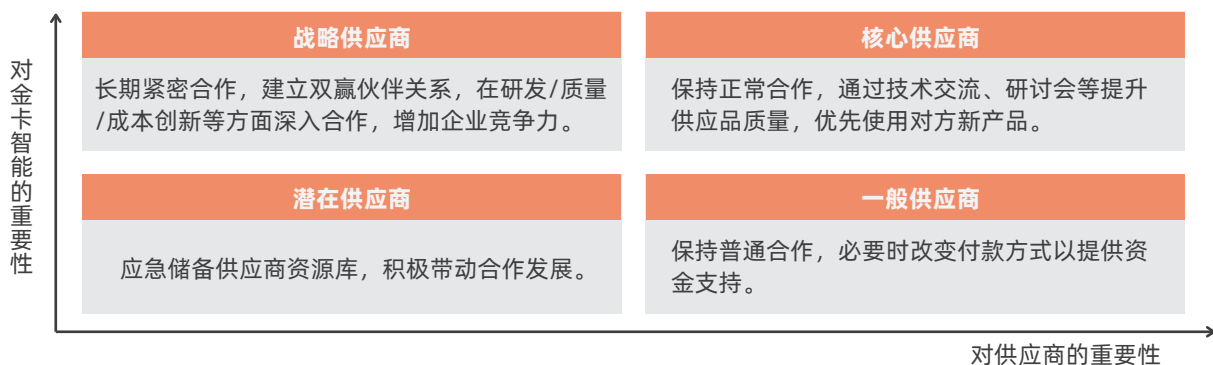 对金卡智能的重要性
战略供应商
长期紧密合作，建立双赢伙伴关系，在研发/质量
/成本创新等方面深入合作，增加企业竞争力。
核心供应商
保持正常合作，通过技术交流、研讨会等提升
供应品质量，优先使用对方新产品。
潜在供应商
应急储备供应商资源库，积极带动合作发展。
一般供应商
保持普通合作，必要时改变付款方式以提供资
金支持。
对供应商的重要性